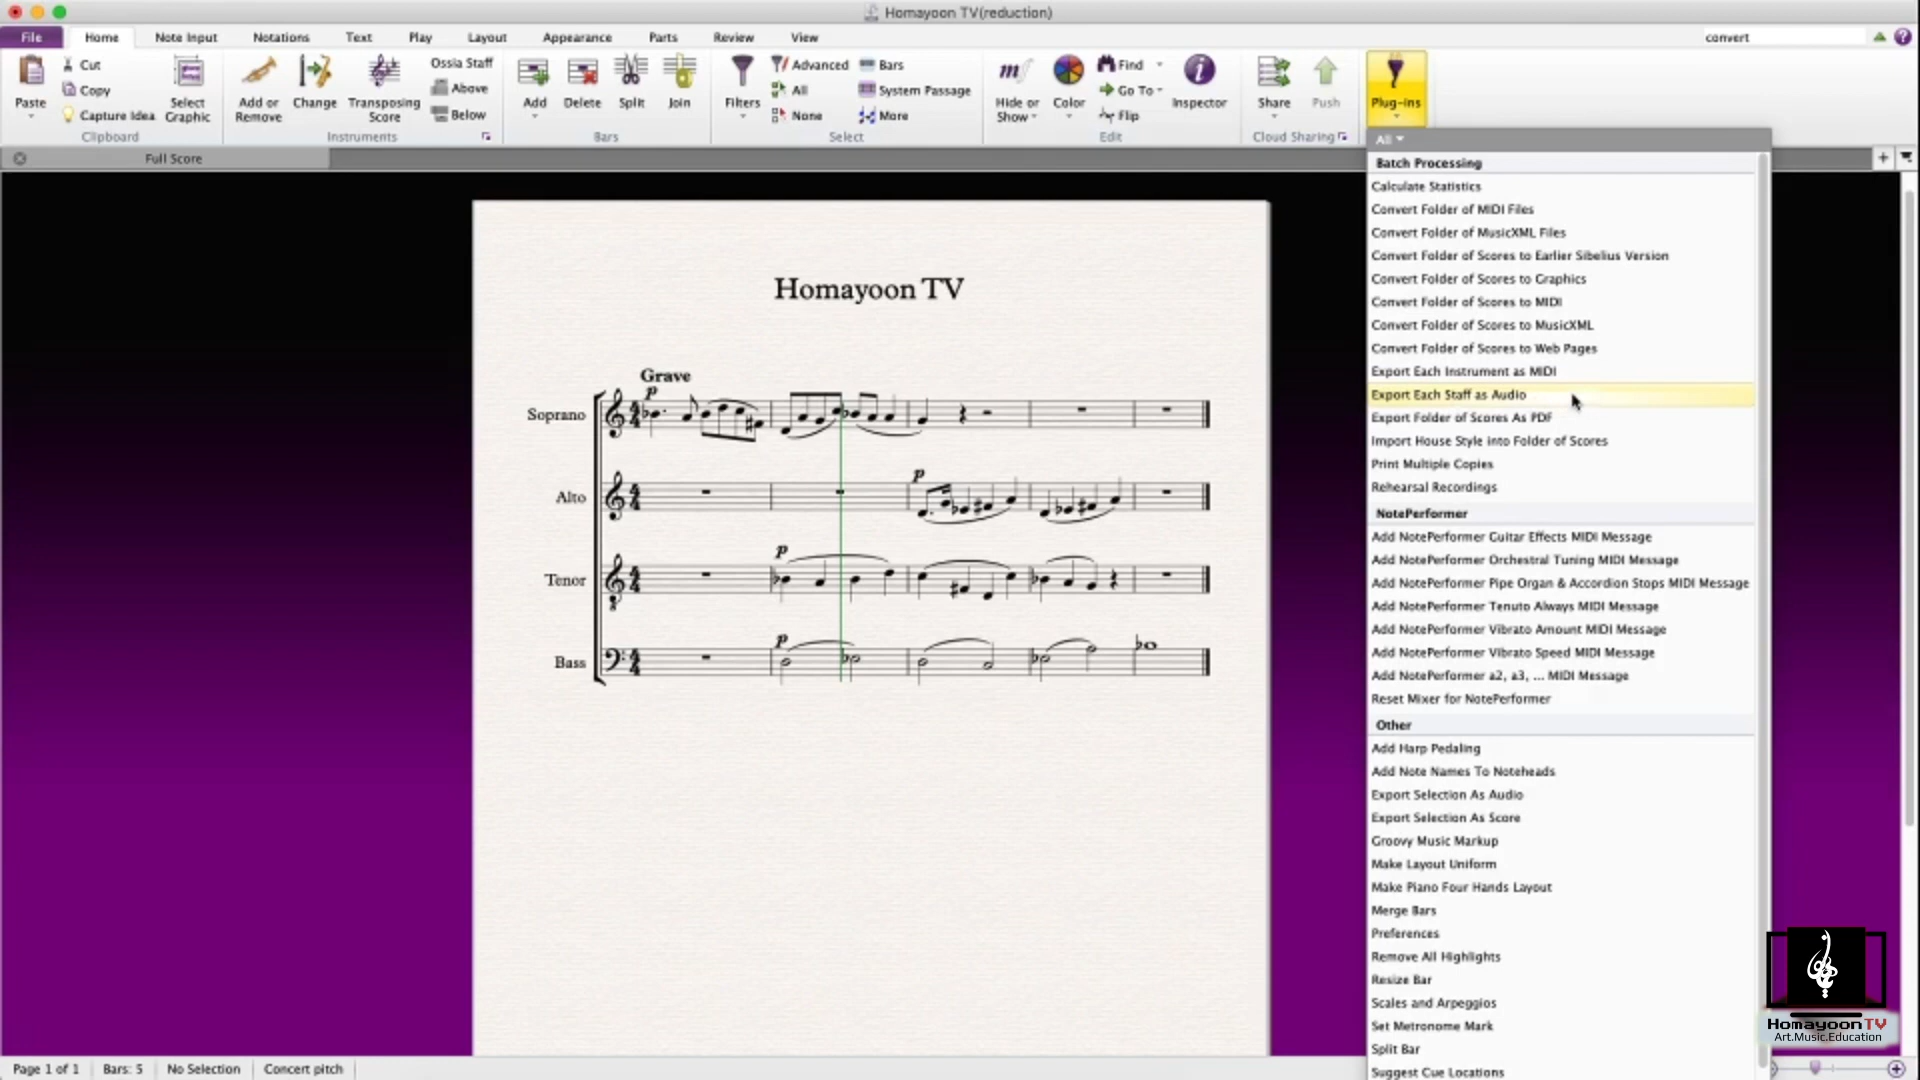 Homayoon TV(reduction)
File Home Note Input Notations Text Play Layout Appearance Parts Review View convert
Paste
Cut
Copy
Capture Idea
Select Graphic
Clipboard
Add or Remove
Change
Transposing Score
Ossia Staff
Above
Below
Instruments
Add
Delete
Split
Join
Bars
Filters
Advanced
All
None
Bars
System Passage
More
Select
Hide or Show
Color
Find
Go To
Flip
Inspector
Edit
Share
Push
Cloud Sharing
Plug-ins
Full Score
All
Batch Processing
Calculate Statistics
Convert Folder of MIDI Files
Convert Folder of MusicXML Files
Convert Folder of Scores to Earlier Sibelius Version
Convert Folder of Scores to Graphics
Convert Folder of Scores to MIDI
Convert Folder of Scores to MusicXML
Convert Folder of Scores to Web Pages
Export Each Instrument as MIDI
Export Each Staff as Audio
Export Folder of Scores As PDF
Import House Style into Folder of Scores
Print Multiple Copies
Rehearsal Recordings
NotePerformer
Add NotePerformer Guitar Effects MIDI Message
Add NotePerformer Orchestral Tuning MIDI Message
Add NotePerformer Pipe Organ & Accordion Stops MIDI Message
Add NotePerformer Tenuto Always MIDI Message
Add NotePerformer Vibrato Amount MIDI Message
Add NotePerformer Vibrato Speed MIDI Message
Add NotePerformer a2, a3, ... MIDI Message
Reset Mixer for NotePerformer
Other
Add Harp Pedaling
Add Note Names To Noteheads
Export Selection As Audio
Export Selection As Score
Groovy Music Markup
Make Layout Uniform
Make Piano Four Hands Layout
Merge Bars
Preferences
Remove All Highlights
Resize Bar
Scales and Arpeggios
Set Metronome Mark
Split Bar
Suggest Cue Locations
Homayoon TV
Grave
p
Soprano
p
Alto
p
Tenor
p
Bass
HomayoonTV
Art.Music.Education
Page 1 of 1 Bars: 5 No Selection Concert pitch